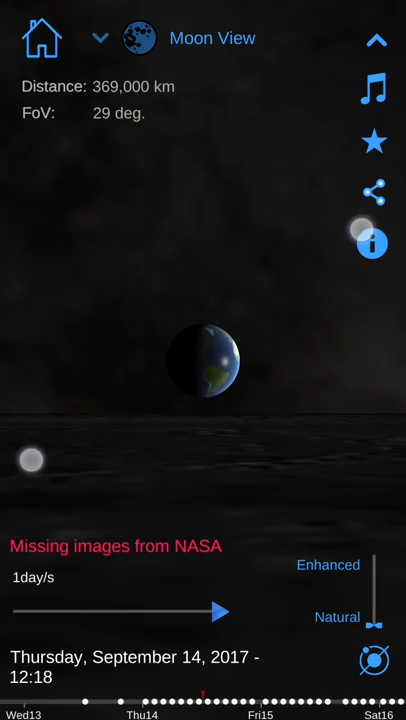 Moon View
Distance: 369,000 km
FoV: 29 deg.
Missing images from NASA
1day/s
Enhanced
Natural
Thursday, September 14, 2017 -
12:18
Wed13 Thu14 Fri15 Sat16